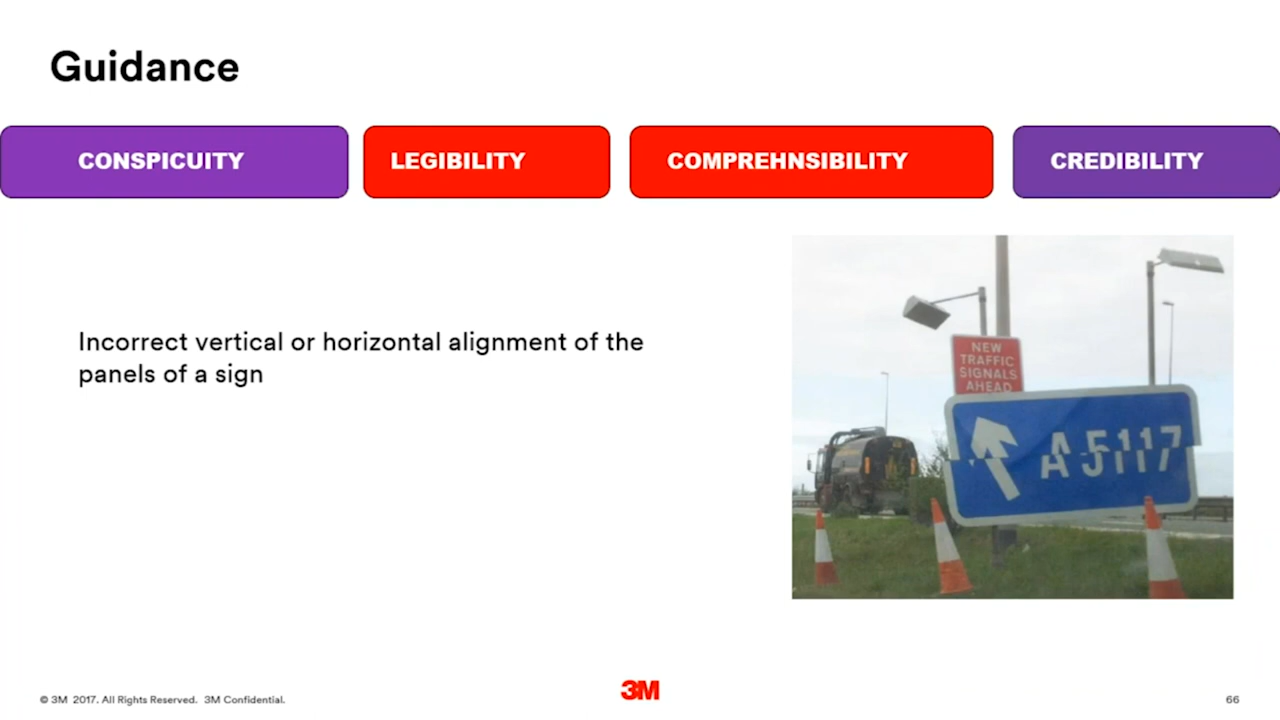 Guidance
CONSPICUITY
LEGIBILITY
COMPREHNSIBILITY
CREDIBILITY
Incorrect vertical or horizontal alignment of the
panels of a sign
NEW
TRAFFIC
SIGNALS
AHEAD
A 5117
© 3M 2017. All Rights Reserved. 3M Confidential.
3M
66